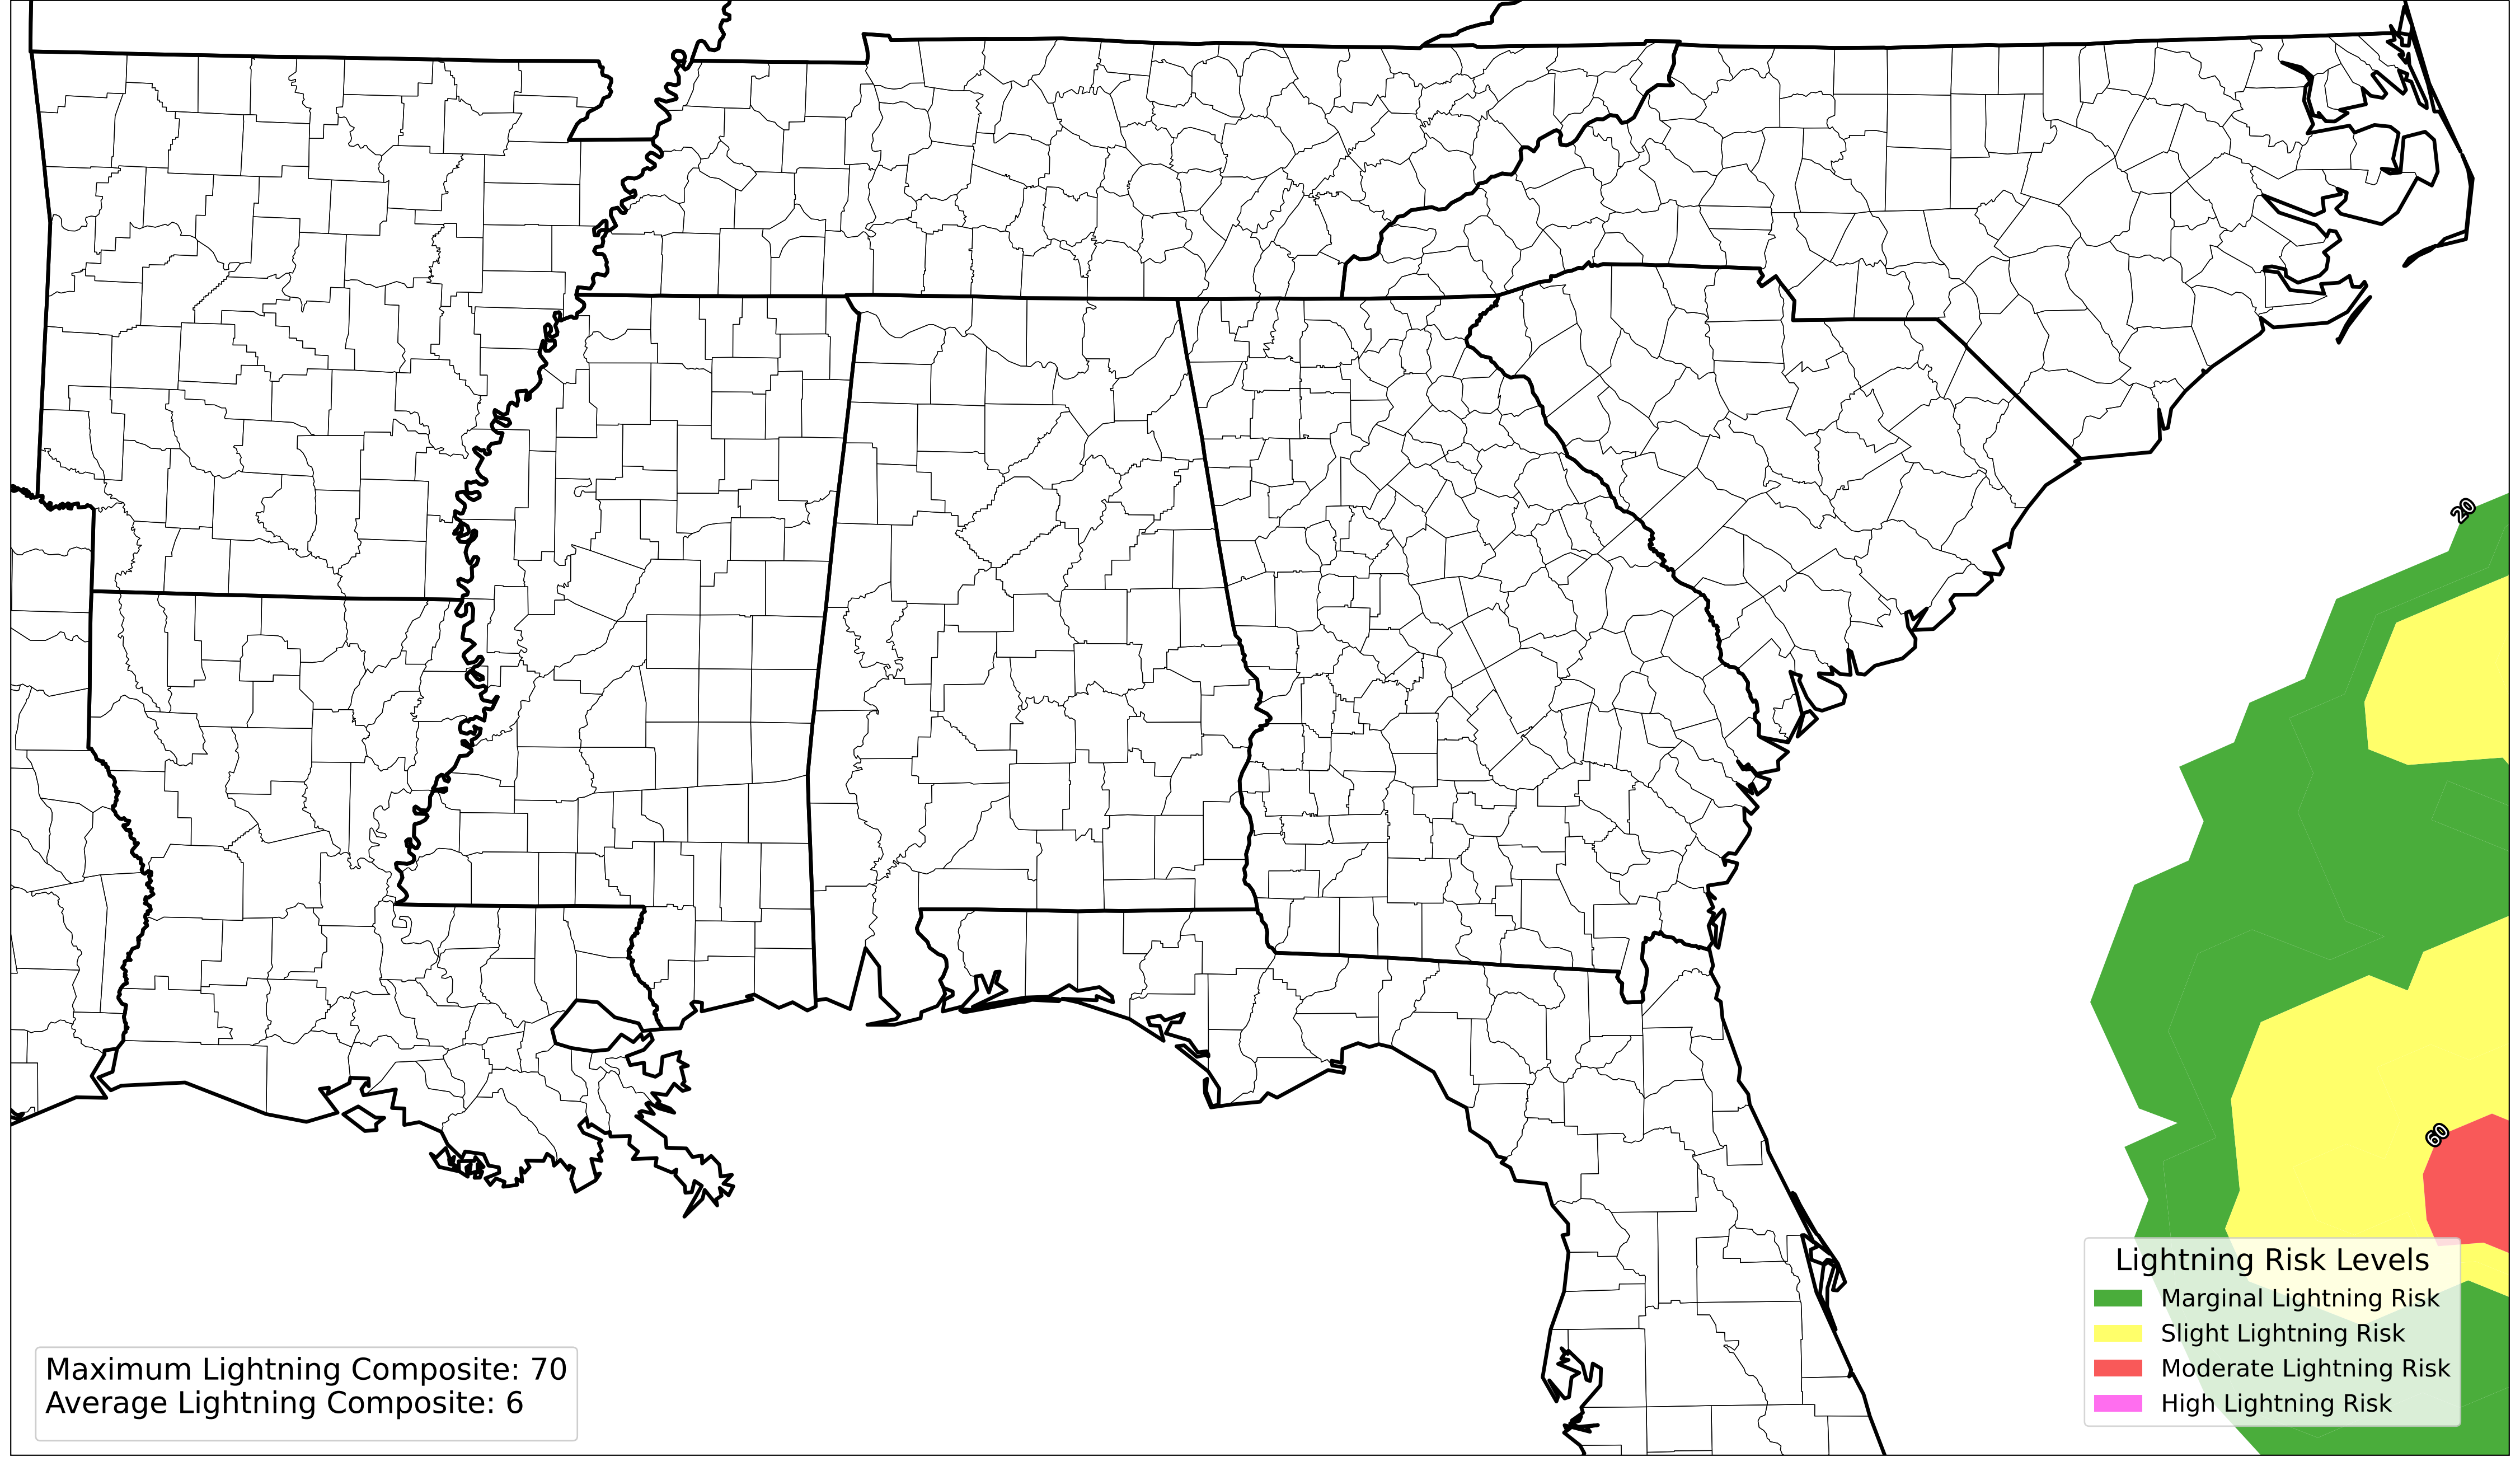 20
60
Lightning Risk Levels
Marginal Lightning Risk
Slight Lightning Risk
Moderate Lightning Risk
High Lightning Risk
Maximum Lightning Composite: 70
Average Lightning Composite: 6